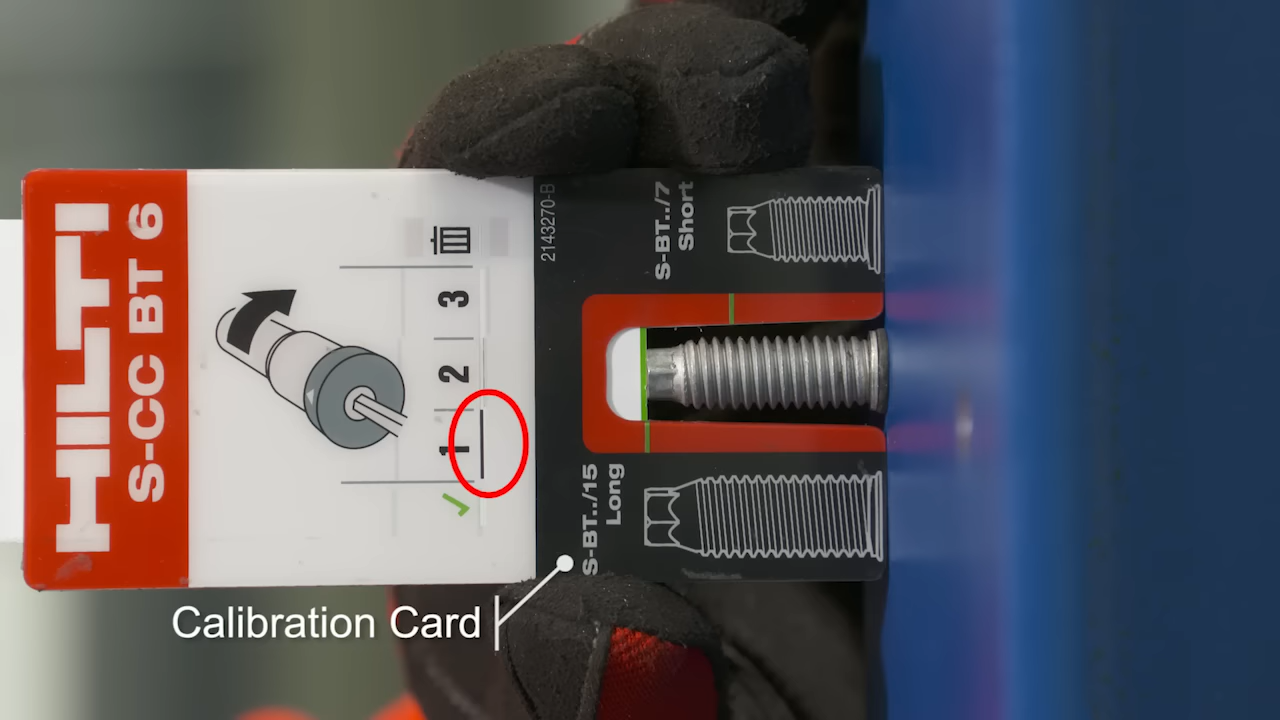 HILTI
S-CC BT 6
3
2
1
2143270-B
S-BT../7
Short
S-BT../15
Long
Calibration Card